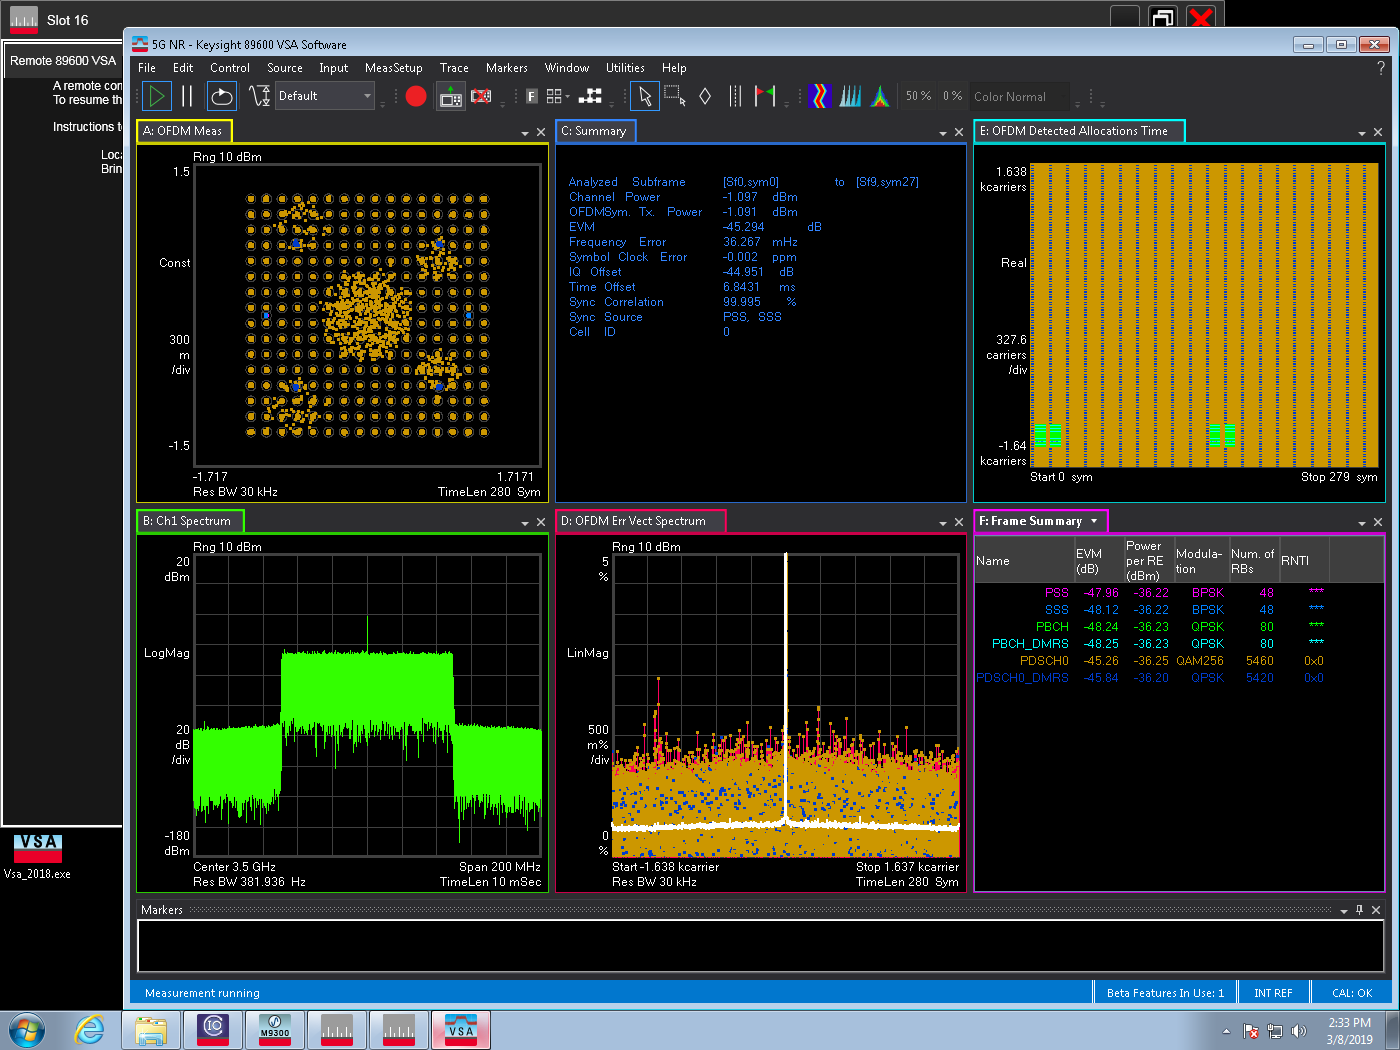 Slot 16
5G NR - Keysight 89600 VSA Software
Remote 89600 VSA
A remote con
To resume th
Instructions to
Loca
Brin
File Edit Control Source Input MeasSetup Trace Markers Window Utilities Help ?
Default F 50 % 0 % Color Normal
A: OFDM Meas
Rng 10 dBm
1.5
Const
300
m
/div
-1.5
-1.717 1.7171
Res BW 30 kHz TimeLen 280 Sym
C: Summary
Analyzed Subframe [Sf0,sym0] to [Sf9,sym27]
Channel Power -1.097 dBm
OFDMSym. Tx. Power -1.091 dBm
EVM -45.294 dB
Frequency Error 36.267 mHz
Symbol Clock Error -0.002 ppm
IQ Offset -44.951 dB
Time Offset 6.8431 ms
Sync Correlation 99.995 %
Sync Source PSS, SSS
Cell ID 0
E: OFDM Detected Allocations Time
1.638
kcarriers
Real
327.6
carriers
/div
-1.64
kcarriers
Start 0 sym Stop 279 sym
B: Ch1 Spectrum
Rng 10 dBm
20
dBm
LogMag
20
dB
/div
-180
dBm
Center 3.5 GHz Span 200 MHz
Res BW 381.936 Hz TimeLen 10 mSec
D: OFDM Err Vect Spectrum
Rng 10 dBm
5
%
LinMag
500
m%
/div
0
%
Start -1.638 kcarrier Stop 1.637 kcarrier
Res BW 30 kHz TimeLen 280 Sym
F: Frame Summary
Name EVM (dB) Power per RE (dBm) Modula-tion Num. of RBs RNTI
PSS -47.96 -36.22 BPSK 48 ***
SSS -48.12 -36.22 BPSK 48 ***
PBCH -48.24 -36.23 QPSK 80 ***
PBCH_DMRS -48.25 -36.23 QPSK 80 ***
PDSCH0 -45.26 -36.25 QAM256 5460 0x0
PDSCH0_DMRS -45.84 -36.20 QPSK 5420 0x0
VSA
Vsa_2018.exe
Markers
Measurement running Beta Features In Use: 1 INT REF CAL: OK
IO M9300 VSA
2:33 PM
3/8/2019